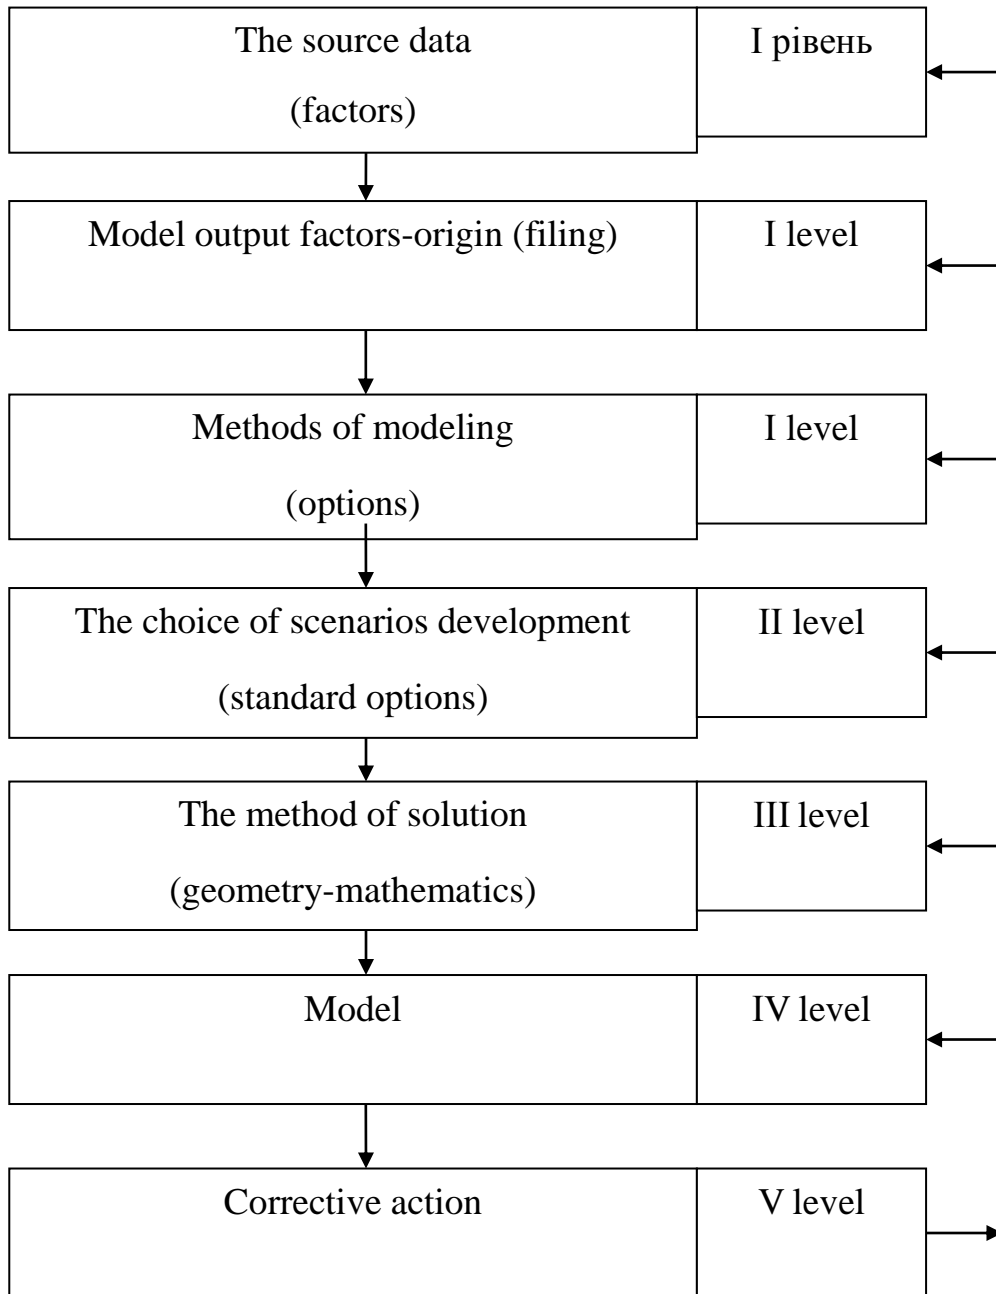 The source data
(factors)
I рівень
Model output factors-origin (filing)
I level
Methods of modeling
(options)
I level
The choice of scenarios development
(standard options)
II level
The method of solution
(geometry-mathematics)
III level
Model
IV level
Corrective action
V level